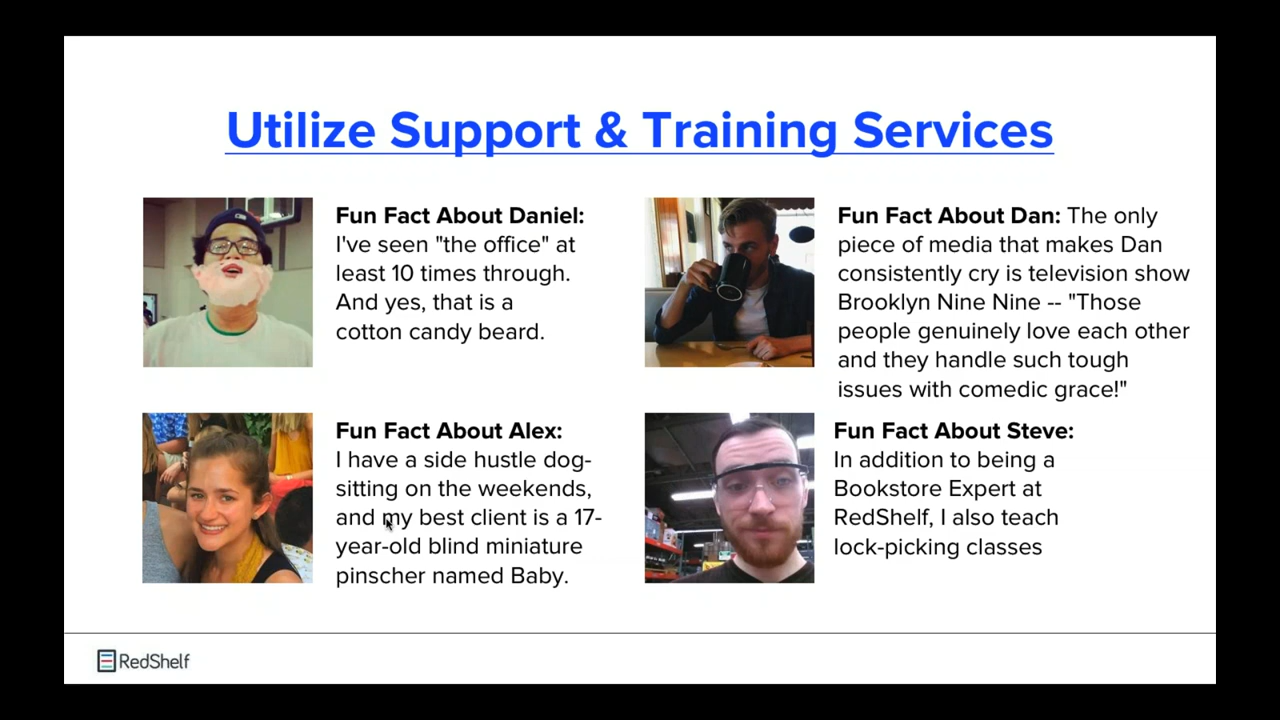 Utilize Support & Training Services
Fun Fact About Daniel:
I've seen "the office" at
least 10 times through.
And yes, that is a
cotton candy beard.
Fun Fact About Dan: The only
piece of media that makes Dan
consistently cry is television show
Brooklyn Nine Nine -- "Those
people genuinely love each other
and they handle such tough
issues with comedic grace!"
Fun Fact About Alex:
I have a side hustle dog-
sitting on the weekends,
and my best client is a 17-
year-old blind miniature
pinscher named Baby.
Fun Fact About Steve:
In addition to being a
Bookstore Expert at
RedShelf, I also teach
lock-picking classes
RedShelf